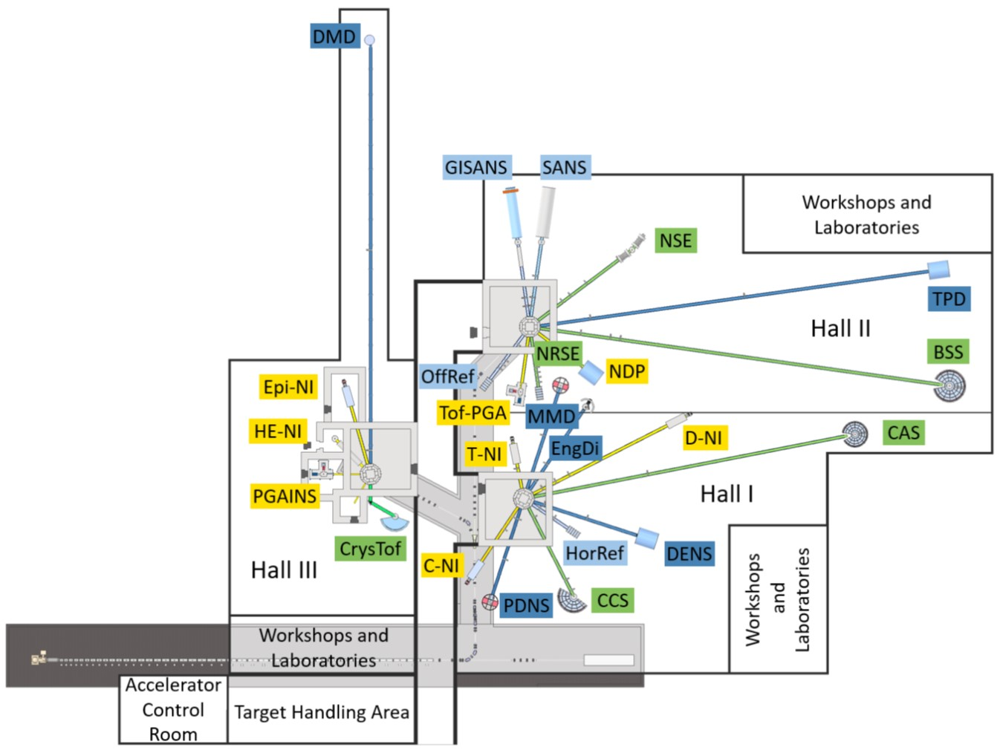 DMD
GISANS
SANS
NSE
Workshops and
Laboratories
TPD
Hall II
BSS
NRSE
NDP
OffRef
Epi-NI
Tof-PGA
MMD
HE-NI
D-NI
CAS
T-NI
EngDi
PGAINS
Hall I
CrysTof
C-NI
HorRef
DENS
Hall III
PDNS
CCS
Workshops
and
Laboratories
Workshops and
Laboratories
Accelerator
Control
Room
Target Handling Area